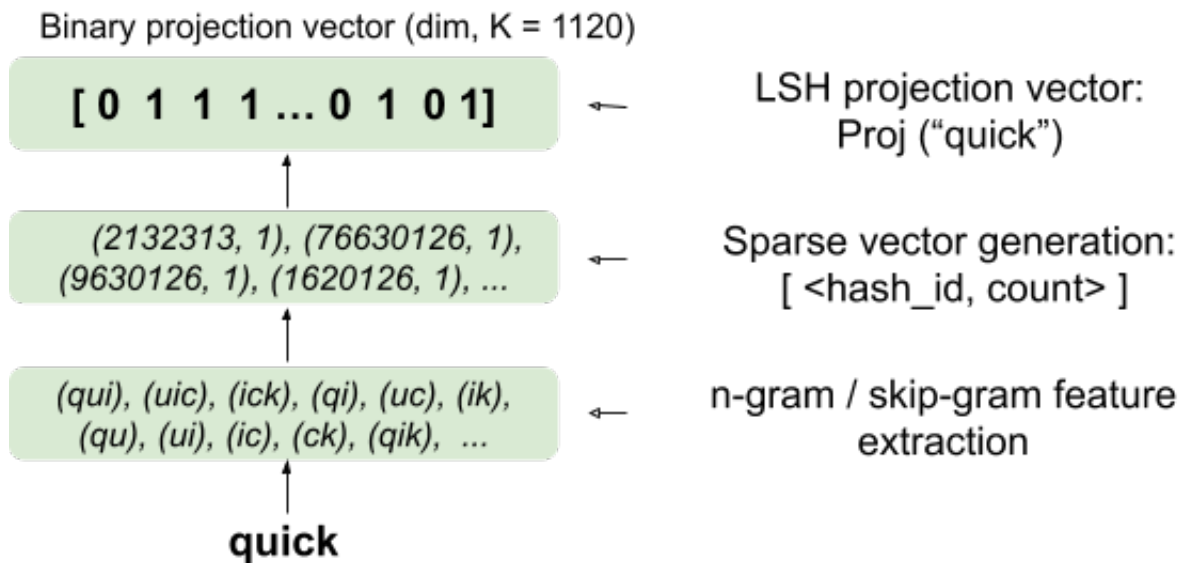 Binary projection vector (dim, K = 1120)
[ 0 1 1 1 ... 0 1 0 1]
LSH projection vector:
Proj (“quick”)
(2132313, 1), (76630126, 1),
(9630126, 1), (1620126, 1), ...
Sparse vector generation:
[ <hash_id, count> ]
(qui), (uic), (ick), (qi), (uc), (ik),
(qu), (ui), (ic), (ck), (qik), ...
n-gram / skip-gram feature
extraction
quick